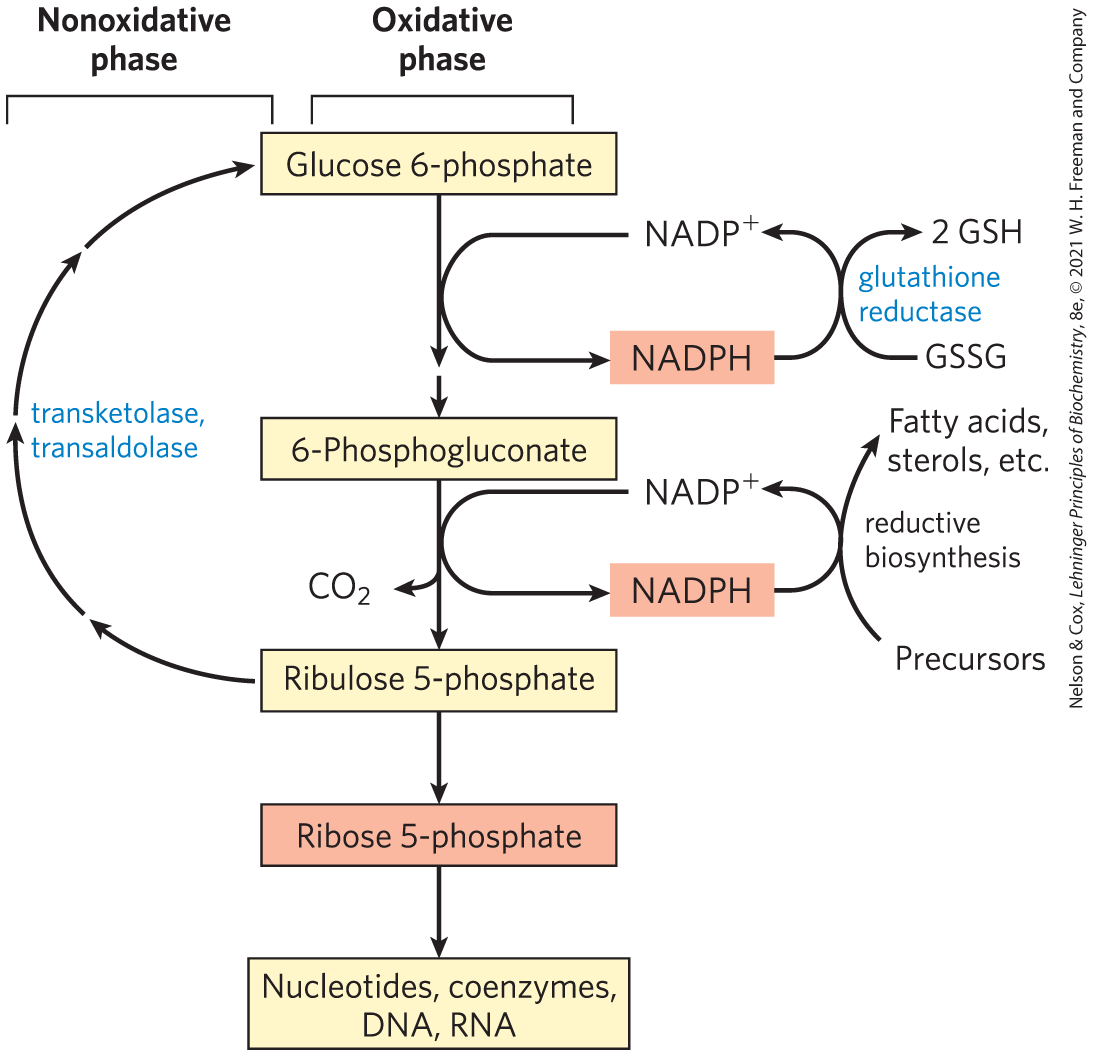 Nonoxidative
phase
Oxidative
phase
Glucose 6-phosphate
NADP⁺
2 GSH
glutathione
reductase
NADPH
GSSG
transketolase,
transaldolase
6-Phosphogluconate
Fatty acids,
sterols, etc.
NADP⁺
reductive
biosynthesis
CO₂
NADPH
Precursors
Ribulose 5-phosphate
Ribose 5-phosphate
Nucleotides, coenzymes,
DNA, RNA
Nelson & Cox, Lehninger Principles of Biochemistry, 8e, © 2021 W. H. Freeman and Company